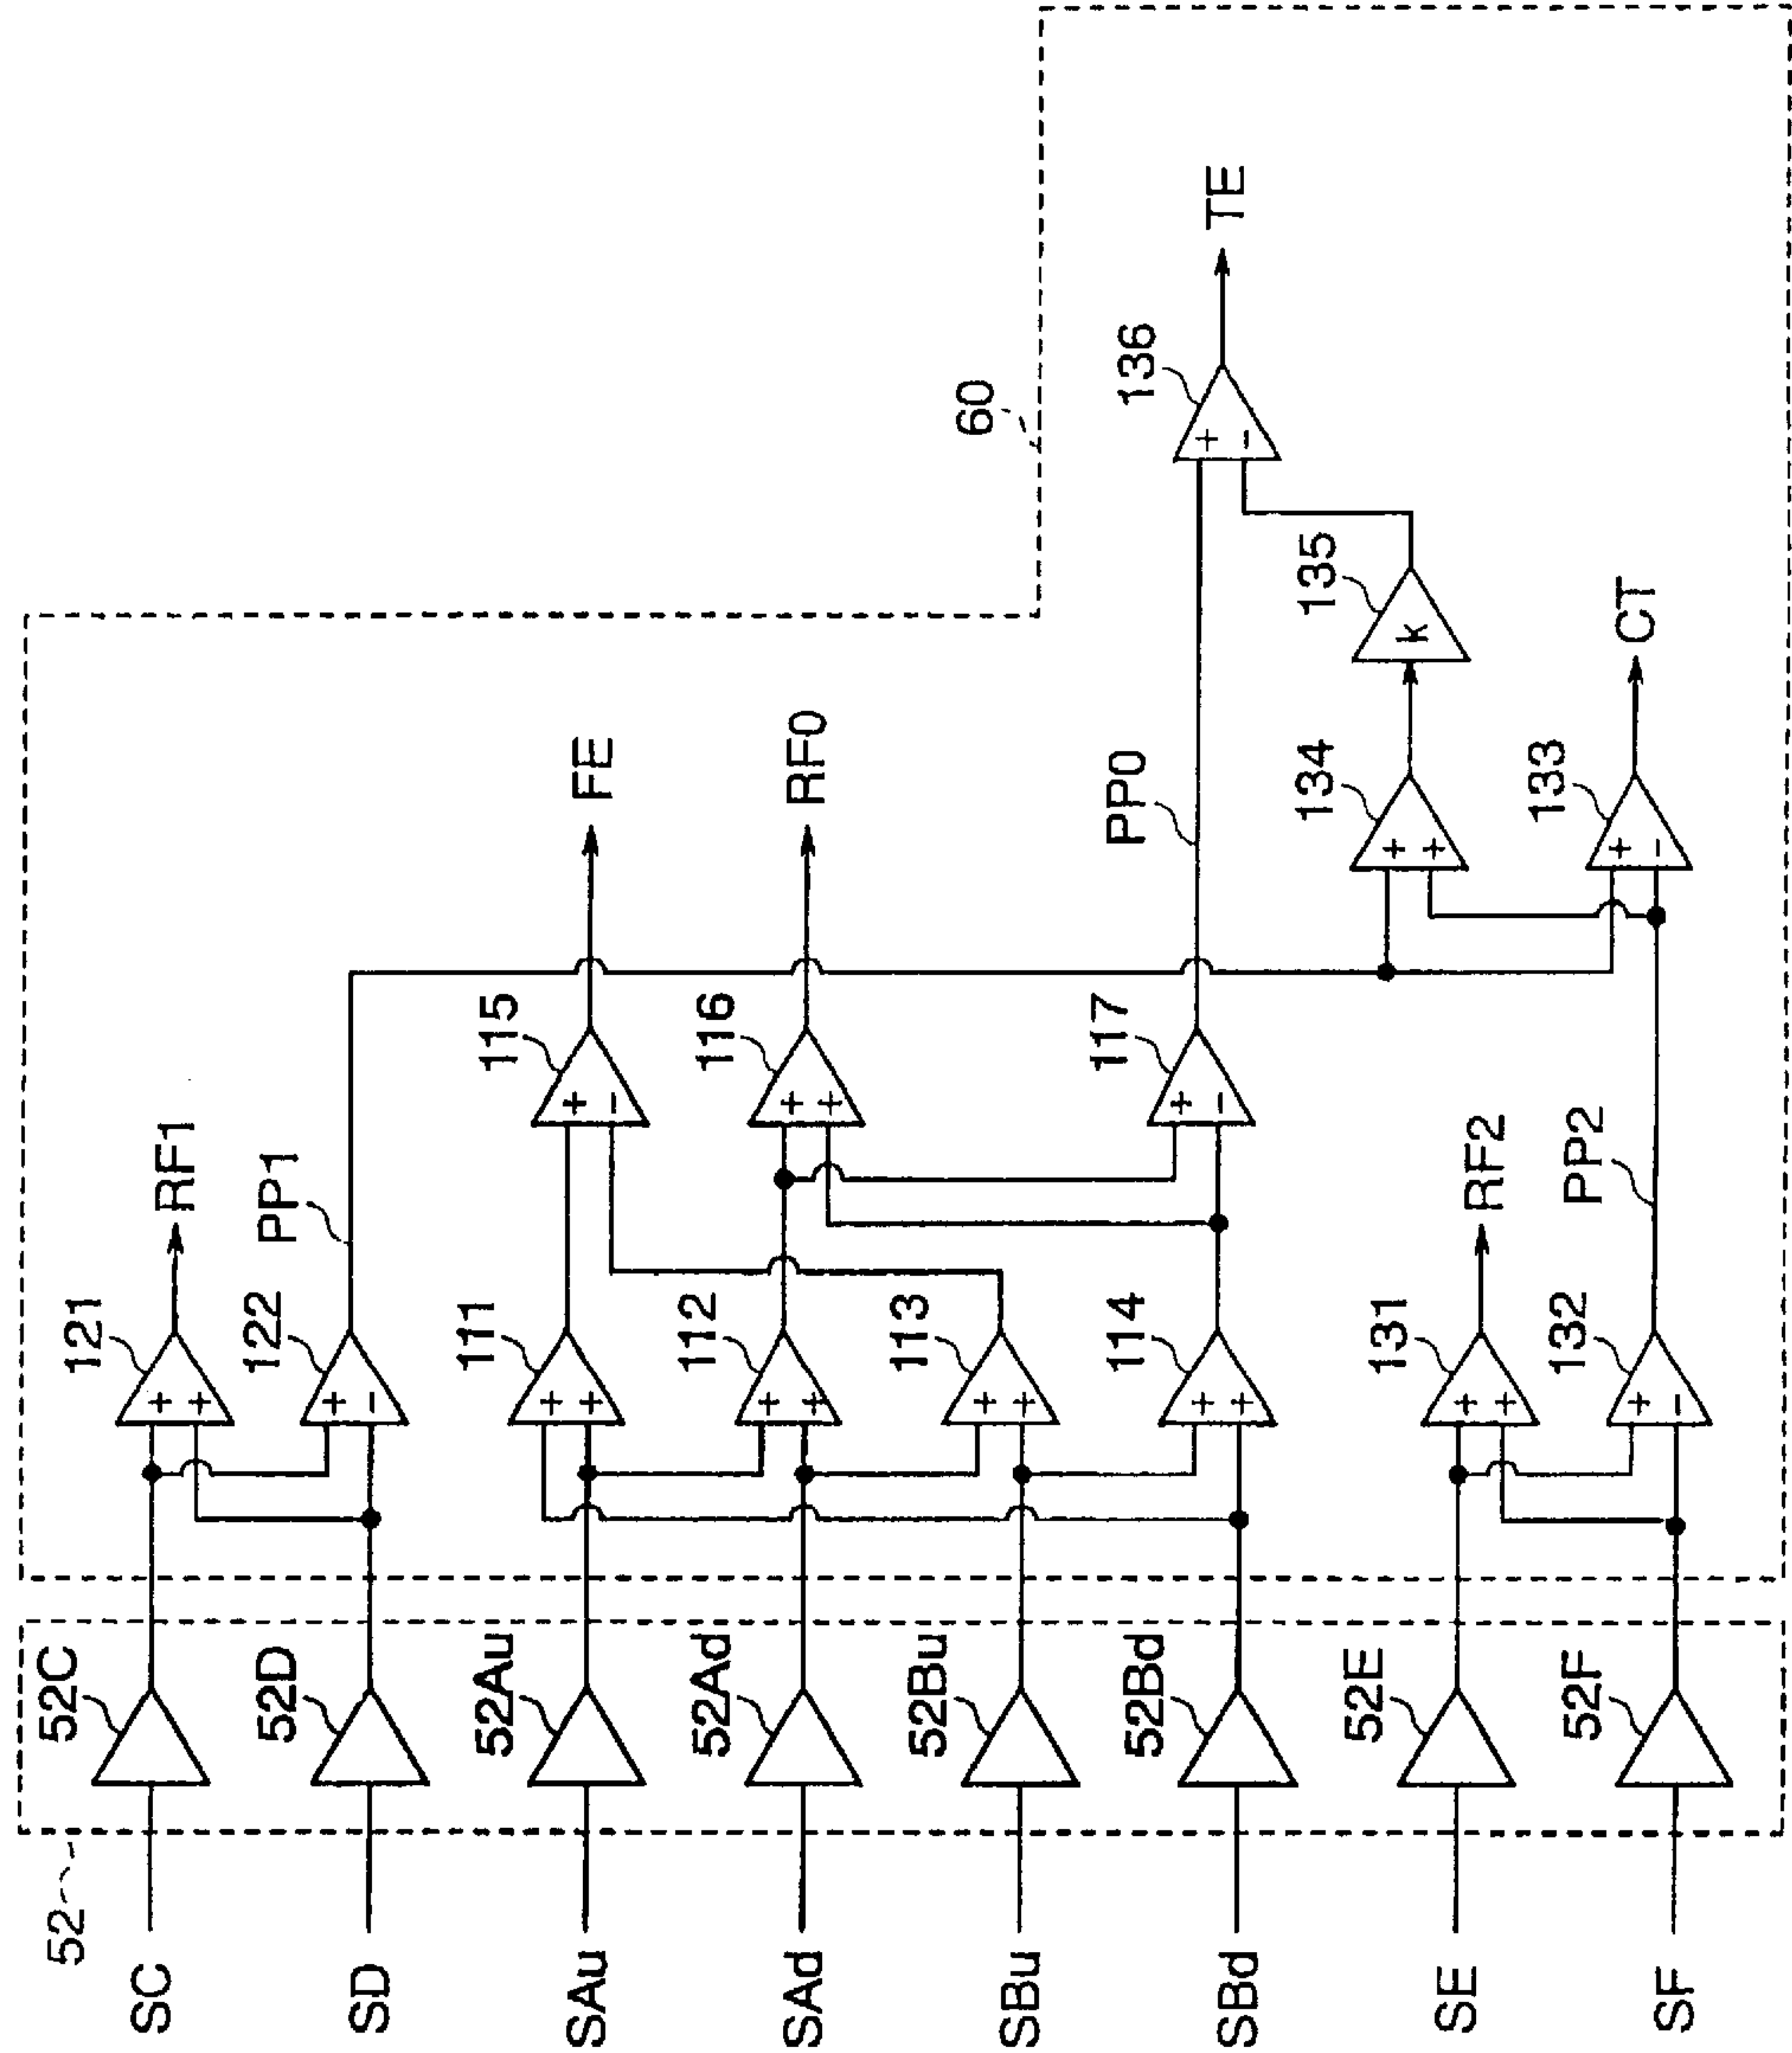 SC
SD
SAu
SAd
SBu
SBd
SE
SF
52
52C
52D
52Au
52Ad
52Bu
52Bd
52E
52F
121
+
+
RF1
122
+
-
PP1
111
+
+
112
+
+
113
+
+
114
+
+
131
+
+
RF2
132
+
-
PP2
115
+
-
FE
116
+
+
RF0
117
+
-
PP0
134
+
+
133
+
-
CT
135
k
136
+
-
TE
60